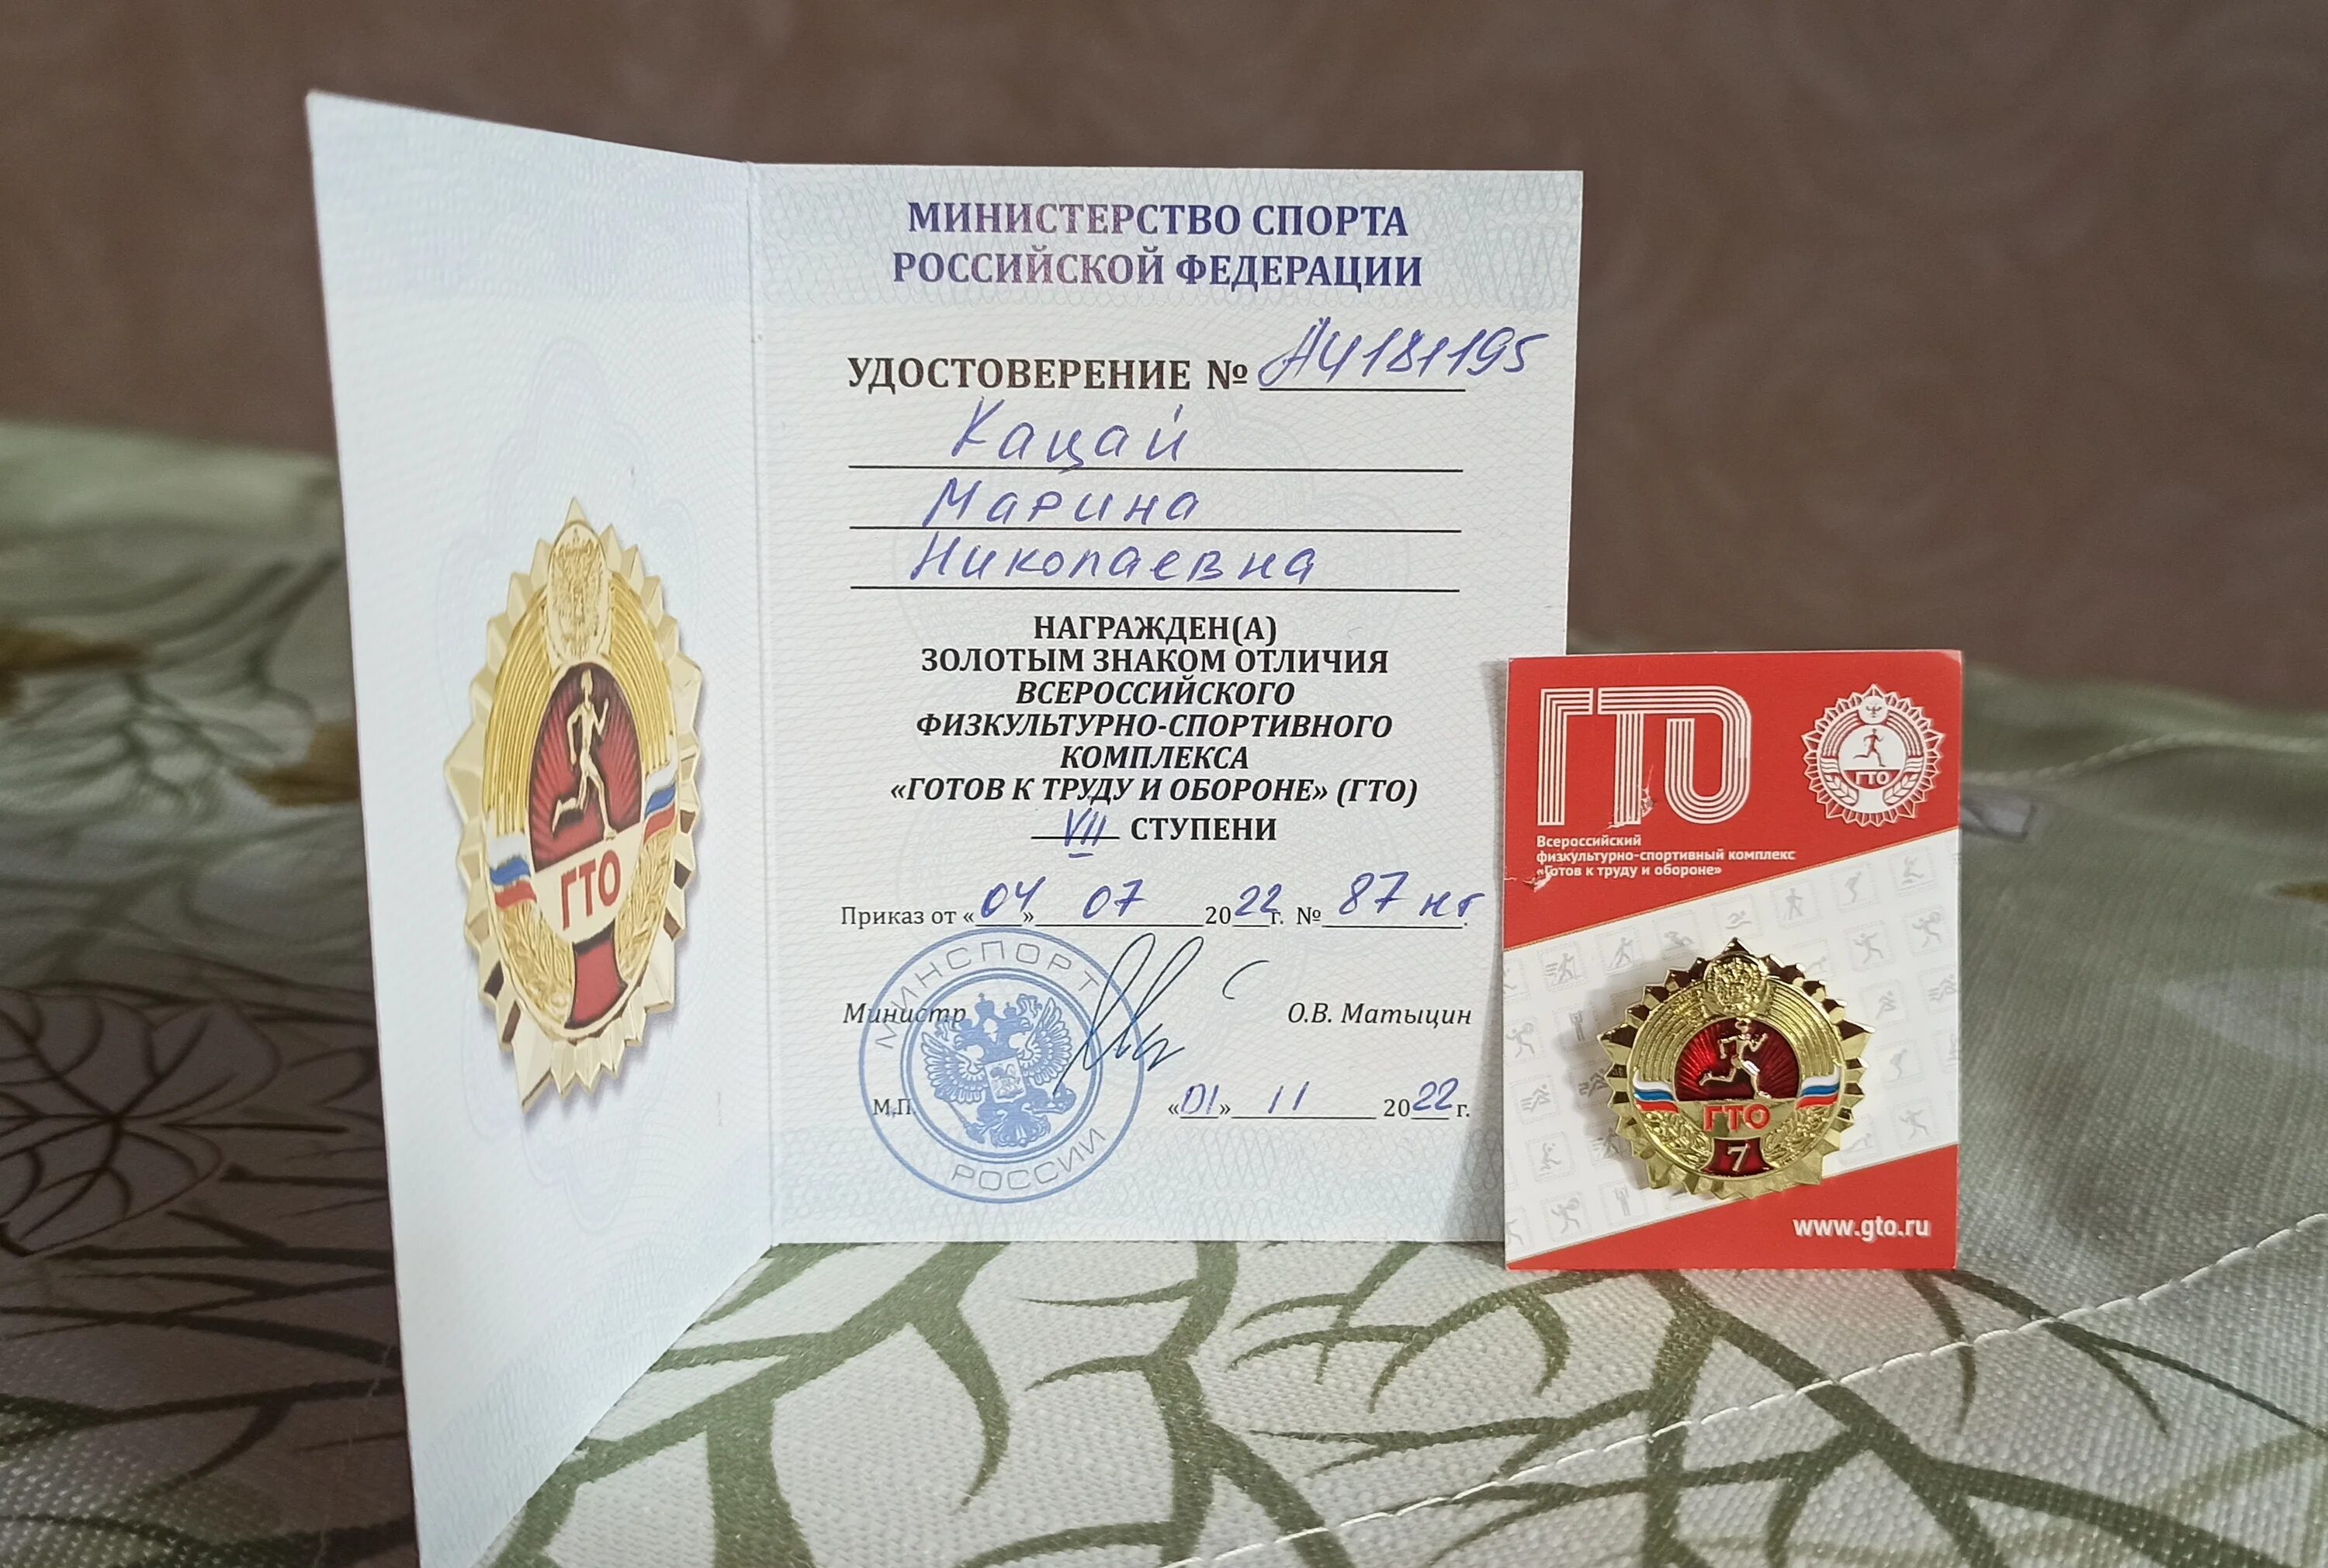 МИНИСТЕРСТВО СПОРТА
РОССИЙСКОЙ ФЕДЕРАЦИИ
УДОСТОВЕРЕНИЕ № АЧ181195
Кацай
Марина
Николаевна
НАГРАЖДЕН(А)
ЗОЛОТЫМ ЗНАКОМ ОТЛИЧИЯ
ВСЕРОССИЙСКОГО
ФИЗКУЛЬТУРНО-СПОРТИВНОГО
КОМПЛЕКСА
«ГОТОВ К ТРУДУ И ОБОРОНЕ» (ГТО)
VII СТУПЕНИ
Приказ от «04» 07 2022г. № 87 нг.
Министр О.В. Матыцин
М.П. «01» 11 2022 г.
МИНСПОРТ
РОССИИ
ГТО
ГТО
ГТО
Всероссийский
физкультурно-спортивный комплекс
«Готов к труду и обороне»
ГТО
7
www.gto.ru